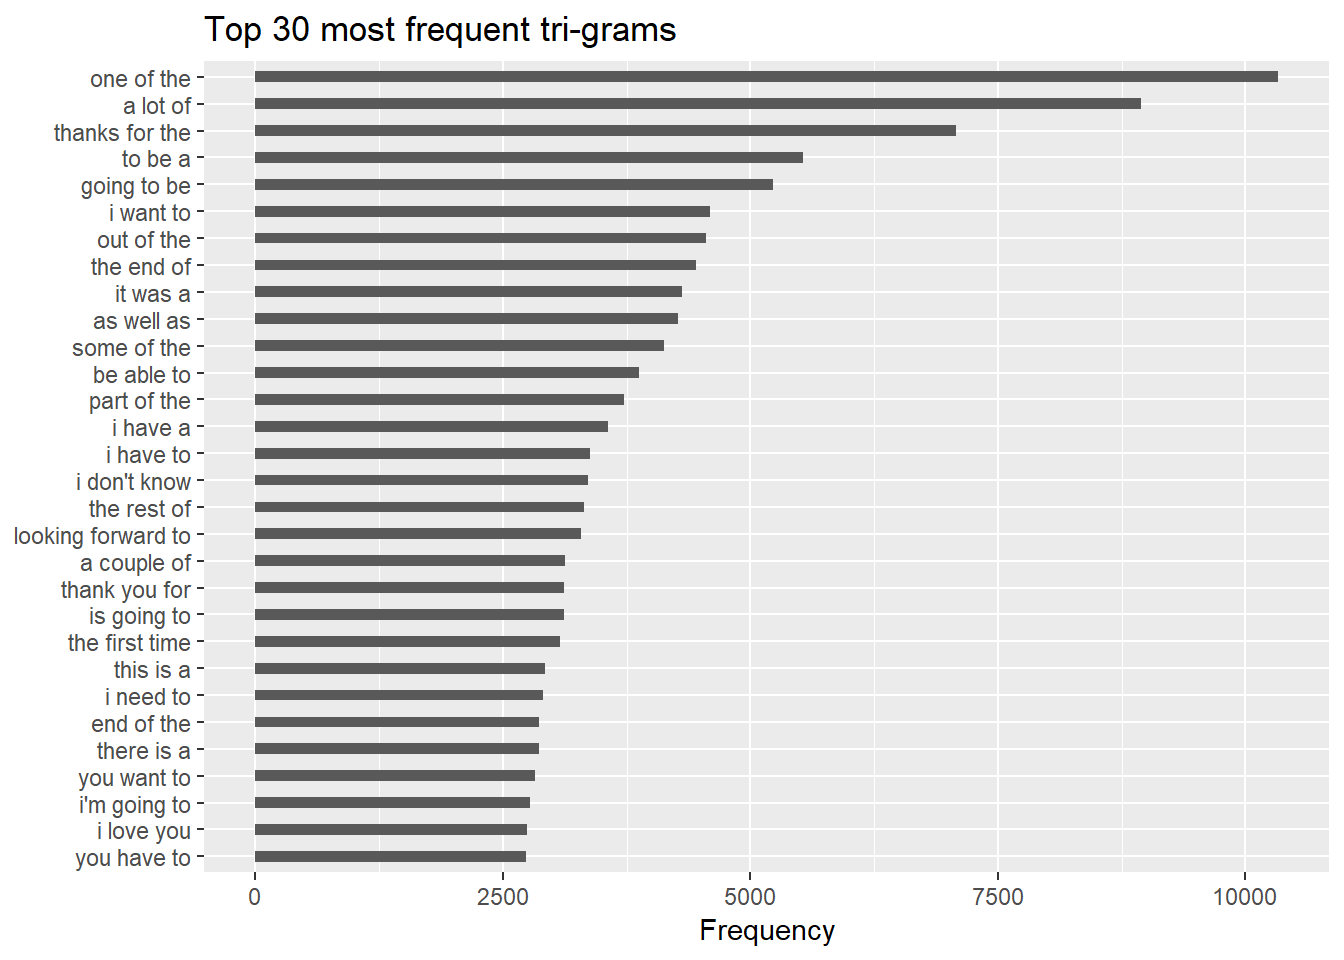 Top 30 most frequent tri-grams
one of the
a lot of
thanks for the
to be a
going to be
i want to
out of the
the end of
it was a
as well as
some of the
be able to
part of the
i have a
i have to
i don't know
the rest of
looking forward to
a couple of
thank you for
is going to
the first time
this is a
i need to
end of the
there is a
you want to
i'm going to
i love you
you have to
0 2500 5000 7500 10000
Frequency